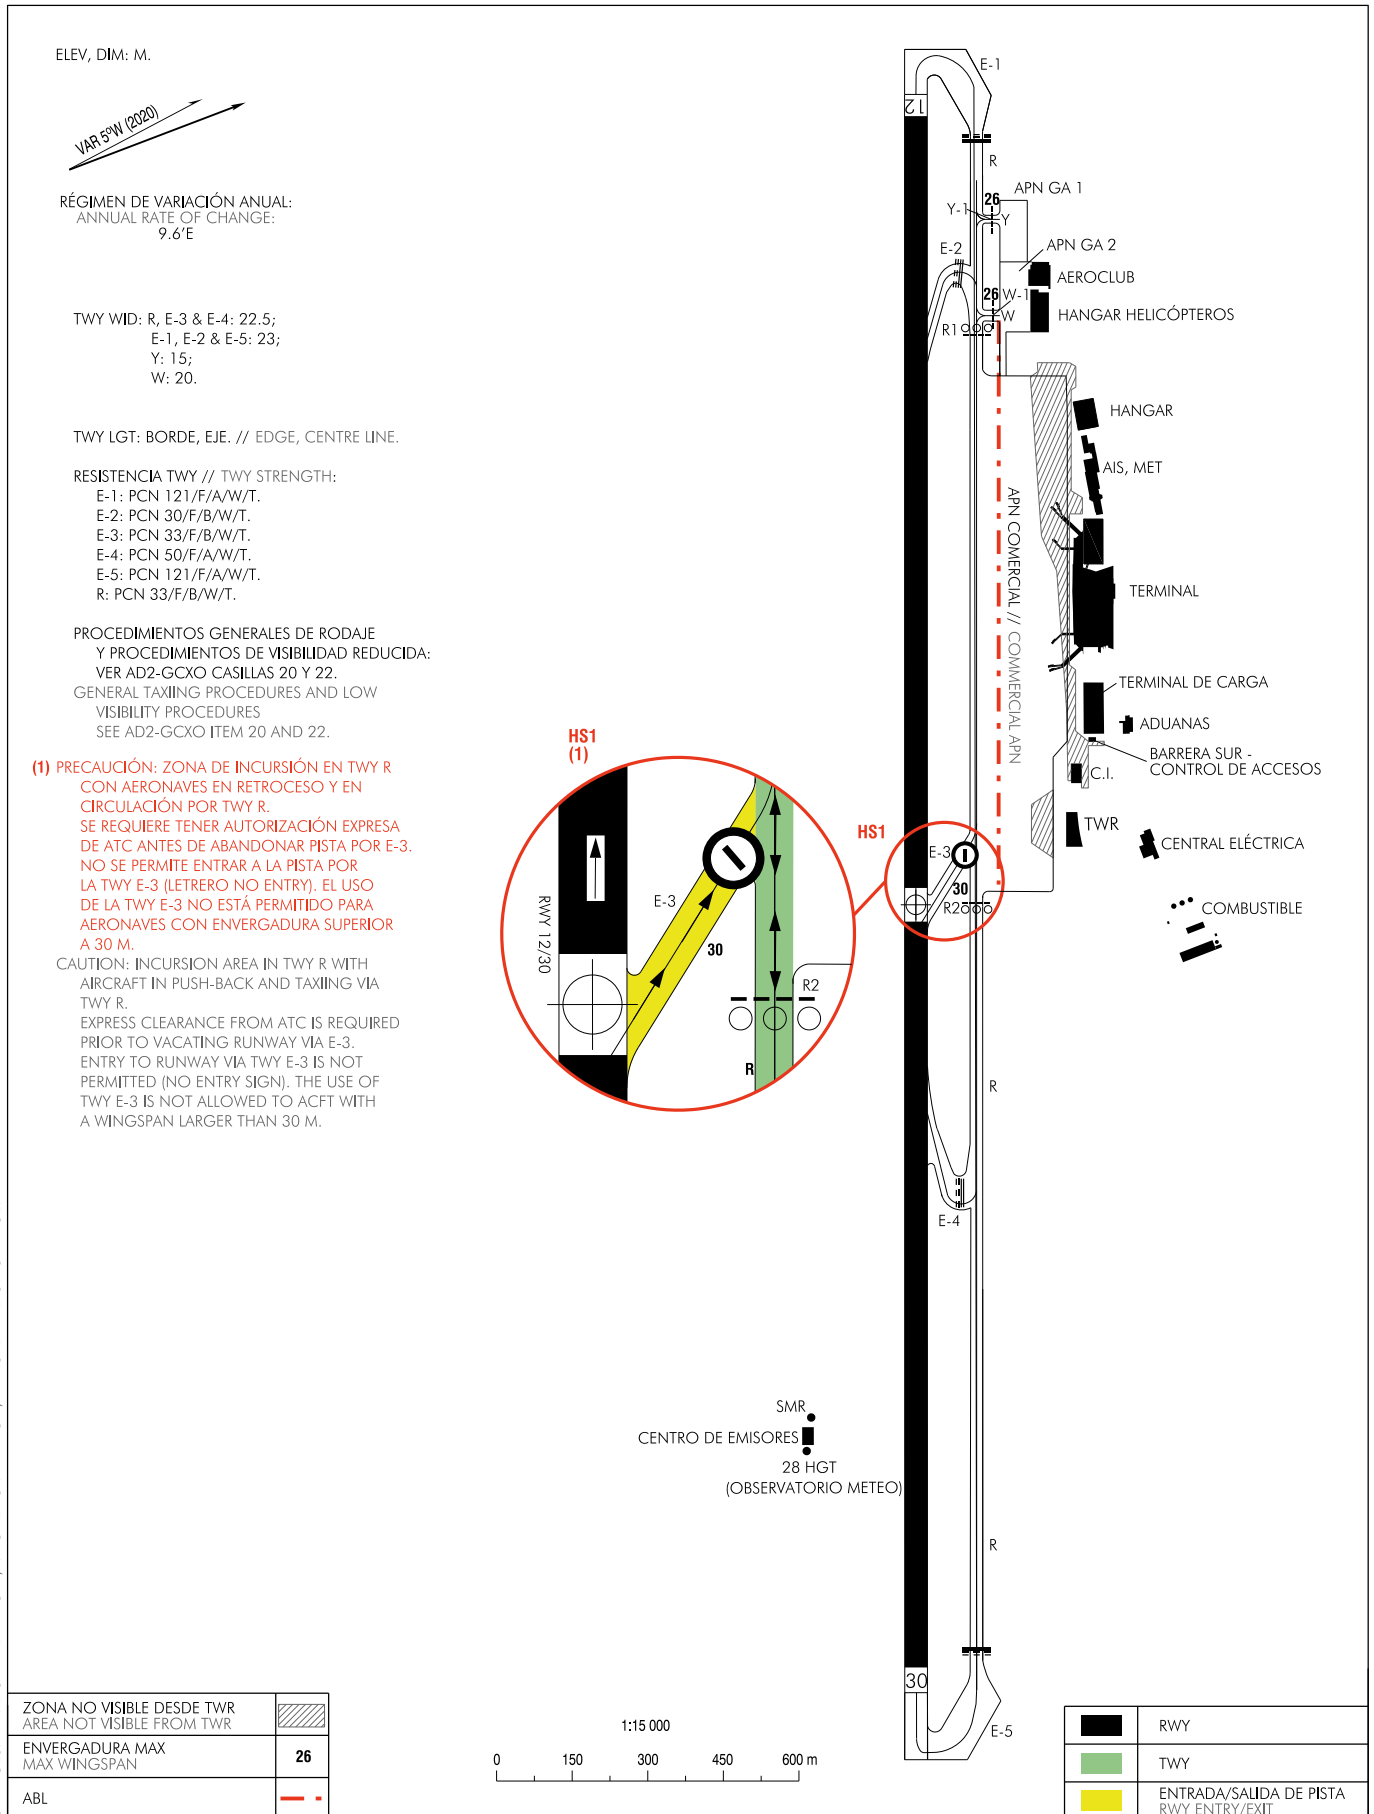 ELEV, DIM: M.
VAR 5ºW (2020)
RÉGIMEN DE VARIACIÓN ANUAL:
ANNUAL RATE OF CHANGE:
9.6'E
TWY WID: R, E-3 & E-4: 22.5;
E-1, E-2 & E-5: 23;
Y: 15;
W: 20.
TWY LGT: BORDE, EJE. // EDGE, CENTRE LINE.
RESISTENCIA TWY // TWY STRENGTH:
E-1: PCN 121/F/A/W/T.
E-2: PCN 30/F/B/W/T.
E-3: PCN 33/F/B/W/T.
E-4: PCN 50/F/A/W/T.
E-5: PCN 121/F/A/W/T.
R: PCN 33/F/B/W/T.
PROCEDIMIENTOS GENERALES DE RODAJE
Y PROCEDIMIENTOS DE VISIBILIDAD REDUCIDA:
VER AD2-GCXO CASILLAS 20 Y 22.
GENERAL TAXIING PROCEDURES AND LOW
VISIBILITY PROCEDURES
SEE AD2-GCXO ITEM 20 AND 22.
(1) PRECAUCIÓN: ZONA DE INCURSIÓN EN TWY R
CON AERONAVES EN RETROCESO Y EN
CIRCULACIÓN POR TWY R.
SE REQUIERE TENER AUTORIZACIÓN EXPRESA
DE ATC ANTES DE ABANDONAR PISTA POR E-3.
NO SE PERMITE ENTRAR A LA PISTA POR
LA TWY E-3 (LETRERO NO ENTRY). EL USO
DE LA TWY E-3 NO ESTÁ PERMITIDO PARA
AERONAVES CON ENVERGADURA SUPERIOR
A 30 M.
CAUTION: INCURSION AREA IN TWY R WITH
AIRCRAFT IN PUSH-BACK AND TAXIING VIA
TWY R.
EXPRESS CLEARANCE FROM ATC IS REQUIRED
PRIOR TO VACATING RUNWAY VIA E-3.
ENTRY TO RUNWAY VIA TWY E-3 IS NOT
PERMITTED (NO ENTRY SIGN). THE USE OF
TWY E-3 IS NOT ALLOWED TO ACFT WITH
A WINGSPAN LARGER THAN 30 M.
HS1
(1)
RWY 12/30
E-3
30
R2
R
E-1
12
R
APN GA 1
26
Y-1
Y
E-2
APN GA 2
AEROCLUB
26
W-1
W
HANGAR HELICÓPTEROS
R1
HANGAR
AIS, MET
APN COMERCIAL // COMMERCIAL APN
TERMINAL
TERMINAL DE CARGA
ADUANAS
BARRERA SUR -
CONTROL DE ACCESOS
C.I.
TWR
CENTRAL ELÉCTRICA
HS1
E-3
30
R2
COMBUSTIBLE
R
E-4
SMR
CENTRO DE EMISORES
28 HGT
(OBSERVATORIO METEO)
R
30
E-5
ZONA NO VISIBLE DESDE TWR
AREA NOT VISIBLE FROM TWR
ENVERGADURA MAX
MAX WINGSPAN
26
ABL
1:15 000
0 150 300 450 600 m
RWY
TWY
ENTRADA/SALIDA DE PISTA
RWY ENTRY/EXIT